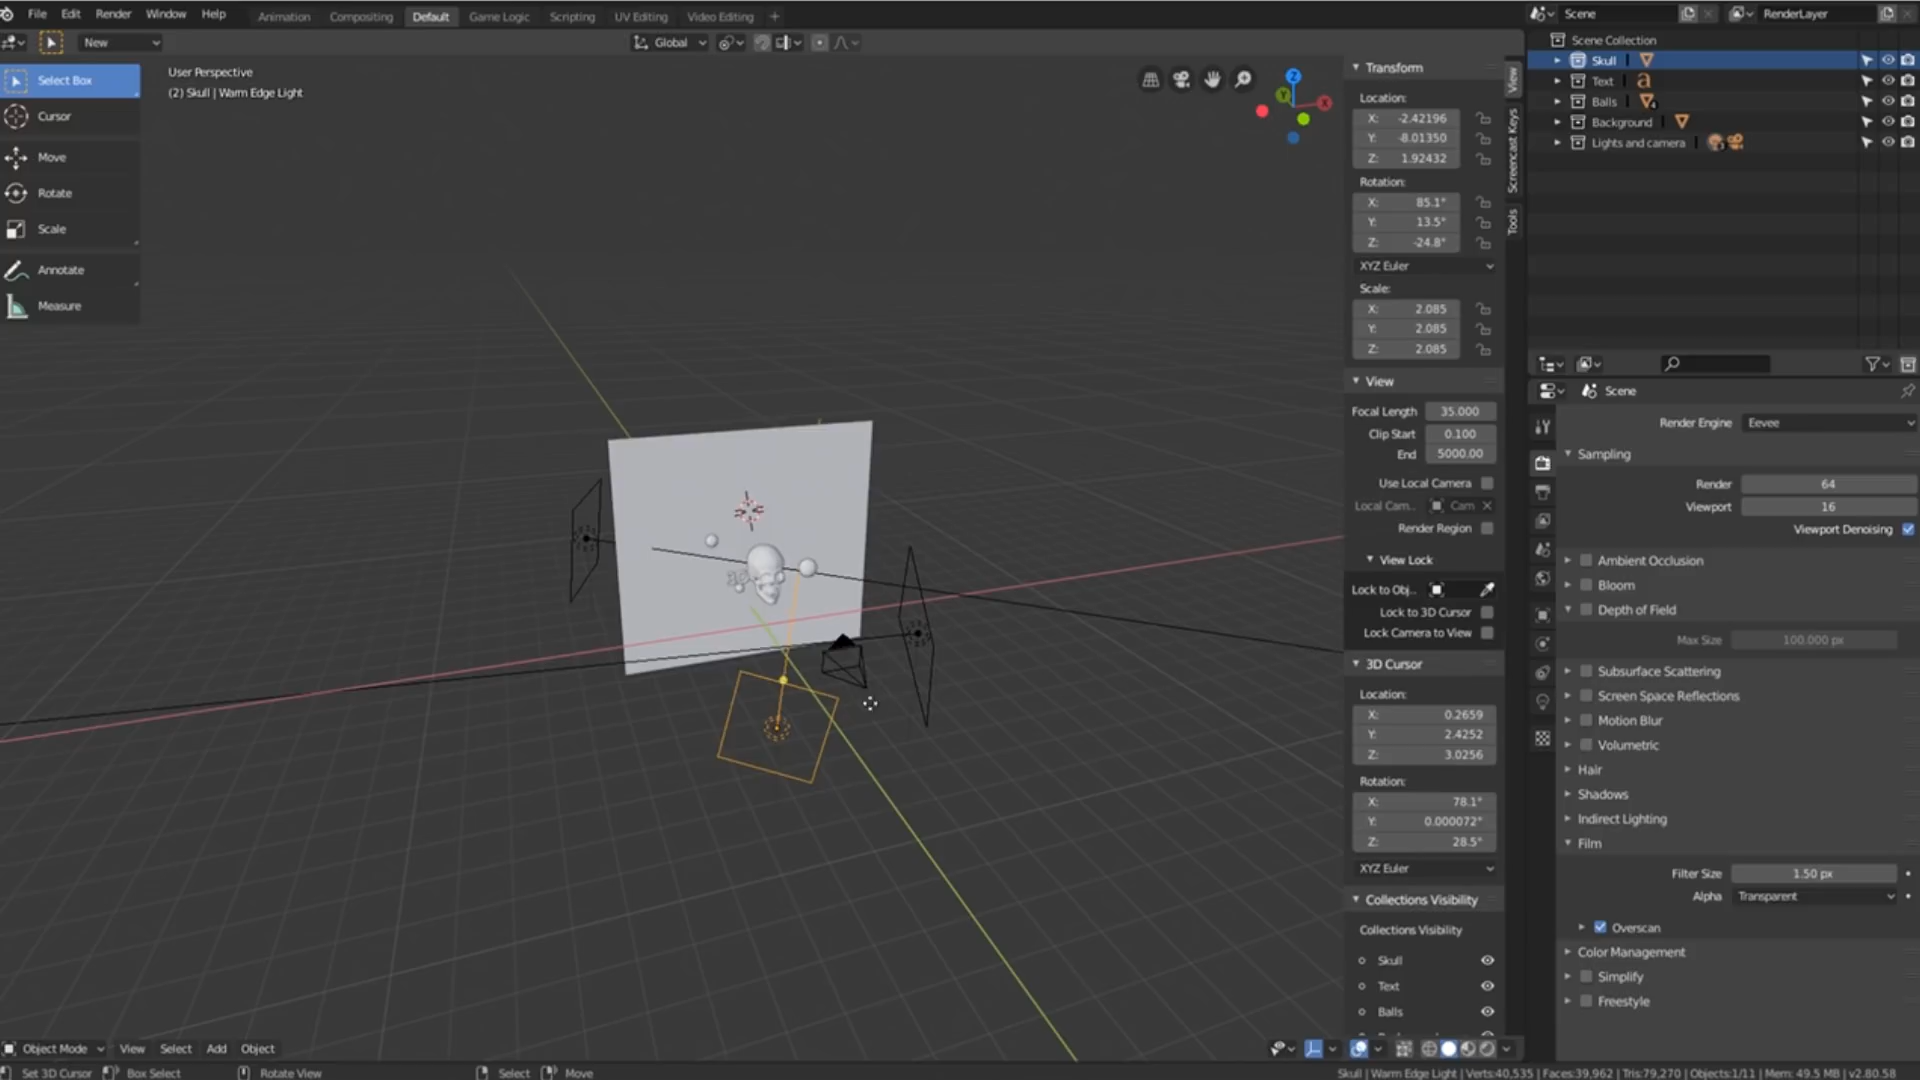 File Edit Render Window Help Animation Compositing Default Game Logic Scripting UV Editing Video Editing + Scene RenderLayer
New Global
Select Box
Cursor
Move
Rotate
Scale
Annotate
Measure
User Perspective
(2) Skull | Warm Edge Light
Z
Y
X
Transform
Location:
X: -2.42196
Y: -8.01350
Z: 1.92432
Rotation:
X: 85.1°
Y: 13.5°
Z: -24.8°
XYZ Euler
Scale:
X: 2.085
Y: 2.085
Z: 2.085
View
Focal Length 35.000
Clip Start 0.100
End 5000.00
Use Local Camera
Local Cam.. Cam
Render Region
View Lock
Lock to Obj..
Lock to 3D Cursor
Lock Camera to View
3D Cursor
Location:
X: 0.2659
Y: 2.4252
Z: 3.0256
Rotation:
X: 78.1°
Y: 0.000072°
Z: 28.5°
XYZ Euler
Collections Visibility
Collections Visibility
Skull
Text
Balls
View
Screencast Keys
Tools
Scene Collection
Skull
Text
Balls
Background
Lights and camera
Scene
Render Engine Eevee
Sampling
Render 64
Viewport 16
Viewport Denoising
Ambient Occlusion
Bloom
Depth of Field
Max Size 100.000 px
Subsurface Scattering
Screen Space Reflections
Motion Blur
Volumetric
Hair
Shadows
Indirect Lighting
Film
Filter Size 1.50 px
Alpha Transparent
Overscan
Color Management
Simplify
Freestyle
Object Mode View Select Add Object
Set 3D Cursor Box Select Rotate View Select Move Skull | Warm Edge Light | Verts:40,535 | Faces:39,962 | Tris:79,270 | Objects:1/11 | Mem: 49.5 MB | v2.80.58